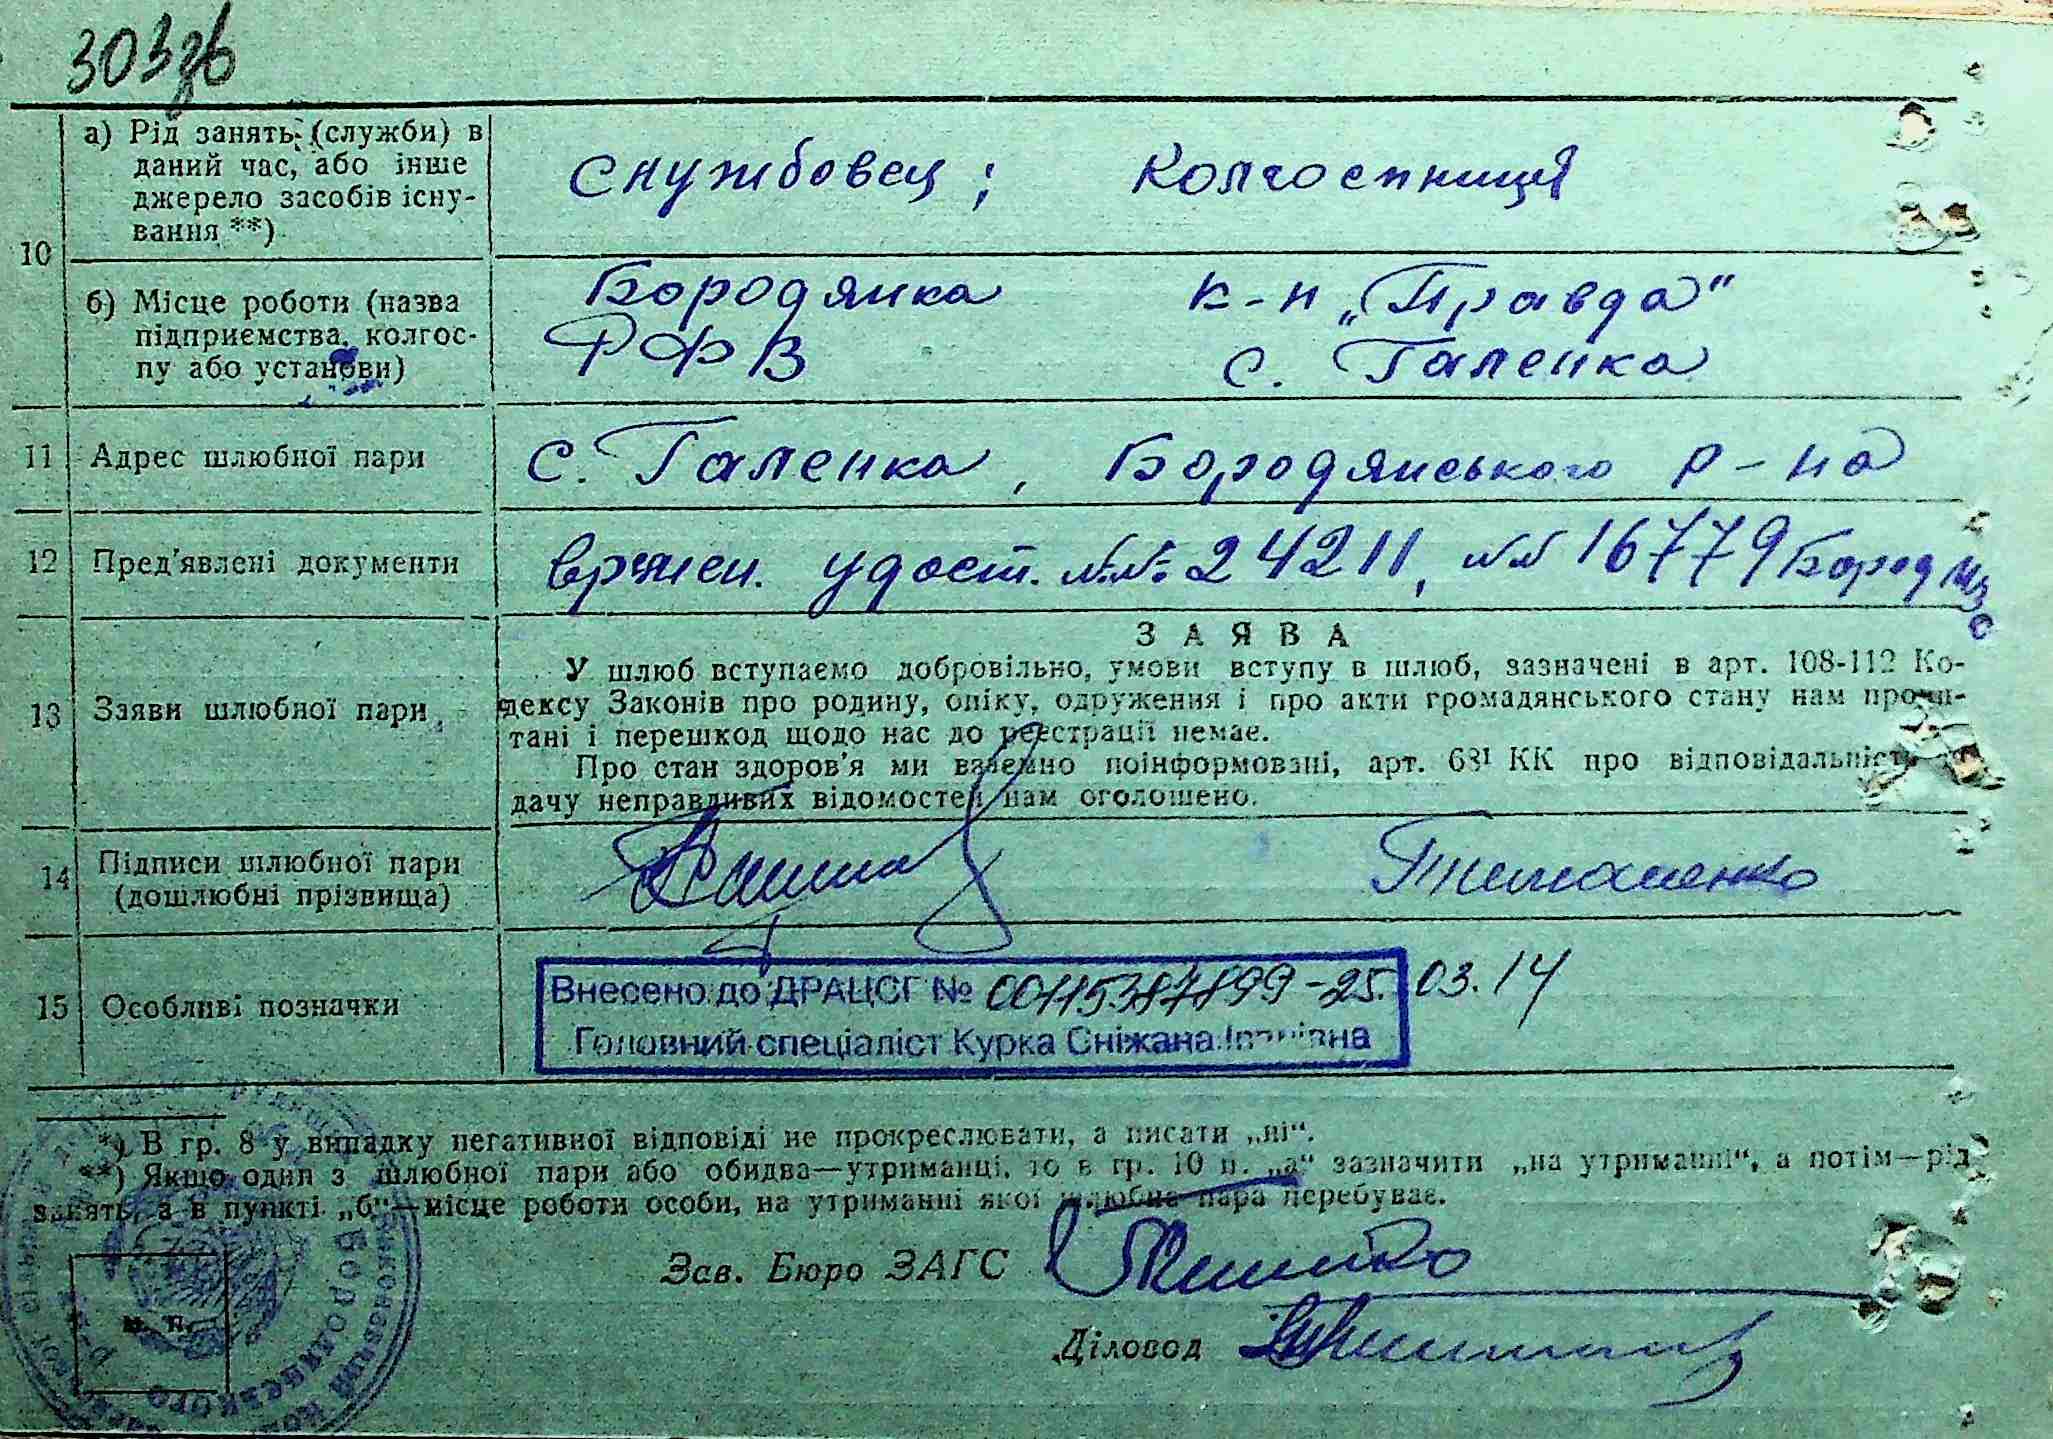 303зв
10
а) Рід занять (служби) в
даний час, або інше
джерело засобів існу-
вання **)
службовец; Колгоспниця
б) Місце роботи (назва
підприємства, колгос-
пу або установи)
Бородянка к-п „Правда"
РФВ с. Галенка
11 Адрес шлюбної пари
с. Галенка, Бородянського р-на
12 Пред'явлені документи
времен. удост. №№ 24211, №№ 16779 Бород
13 Заяви шлюбної пари
ЗАЯВА
У шлюб вступаємо добровільно, умови вступу в шлюб, зазначені в арт. 108-112 Ко-
дексу Законів про родину, опіку, одруження і про акти громадянського стану нам прочи-
тані і перешкод щодо нас до реєстрації немає.
Про стан здоров'я ми взаємно поінформовані, арт. 68¹ КК про відповідальність
дачу неправдивих відомостей нам оголошено.
14 Підписи шлюбної пари
(дошлюбні прізвища)
Тимошенко
15 Особливі позначки
Внесено до ДРАЦСГ № 00115387899-25.03.14
Головний спеціаліст Курка Сніжана
*) В гр. 8 у випадку негативної відповіді не прокреслювати, а писати „ні".
**) Якщо один з шлюбної пари або обидва—утриманці, то в гр. 10 п. „а" зазначити „на утриманні", а потім—рід
занять, а в пункті „б"—місце роботи особи, на утриманні якої шлюбна пара перебуває.
Зав. Бюро ЗАГС
Діловод
м. п.